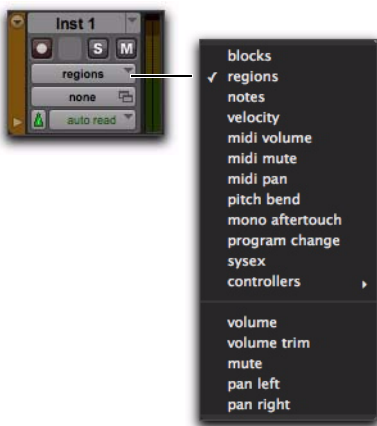 Inst 1
S M
regions
none
auto read
blocks
✓ regions
notes
velocity
midi volume
midi mute
midi pan
pitch bend
mono aftertouch
program change
sysex
controllers
volume
volume trim
mute
pan left
pan right